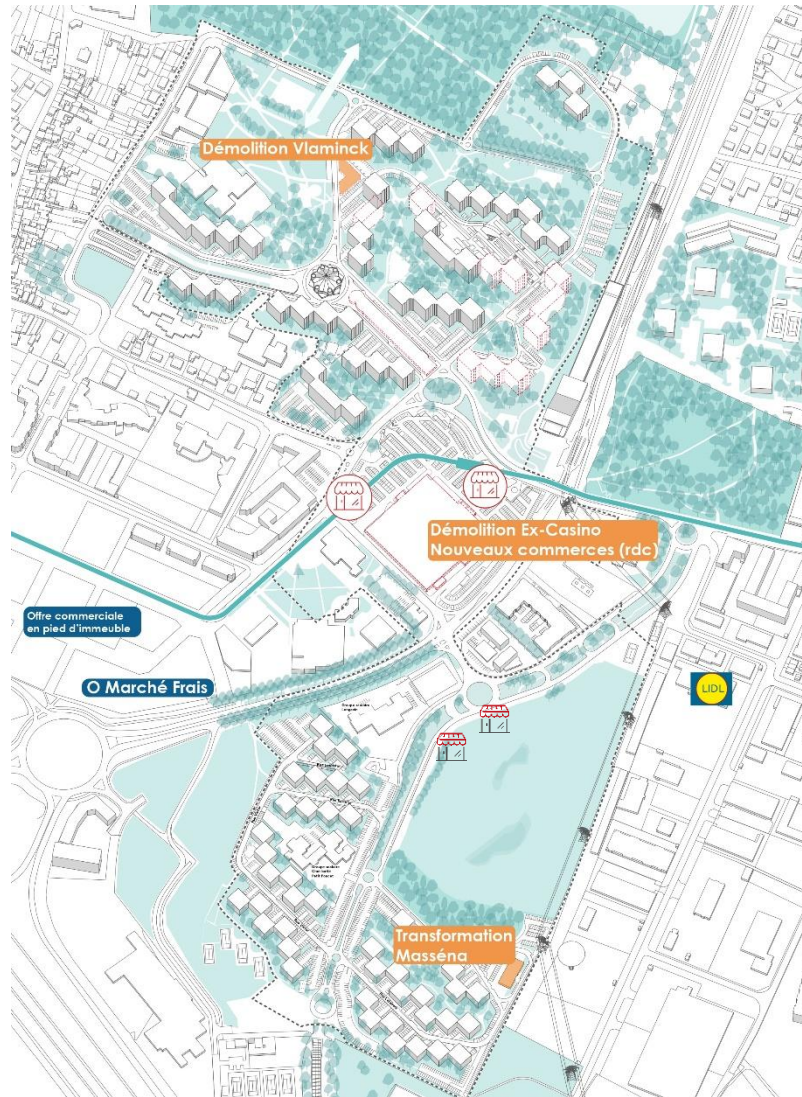 Démolition Vlaminck
Démolition Ex-Casino
Nouveaux commerces (rdc)
Offre commerciale
en pied d'immeuble
O Marché Frais
LIDL
Transformation
Masséna